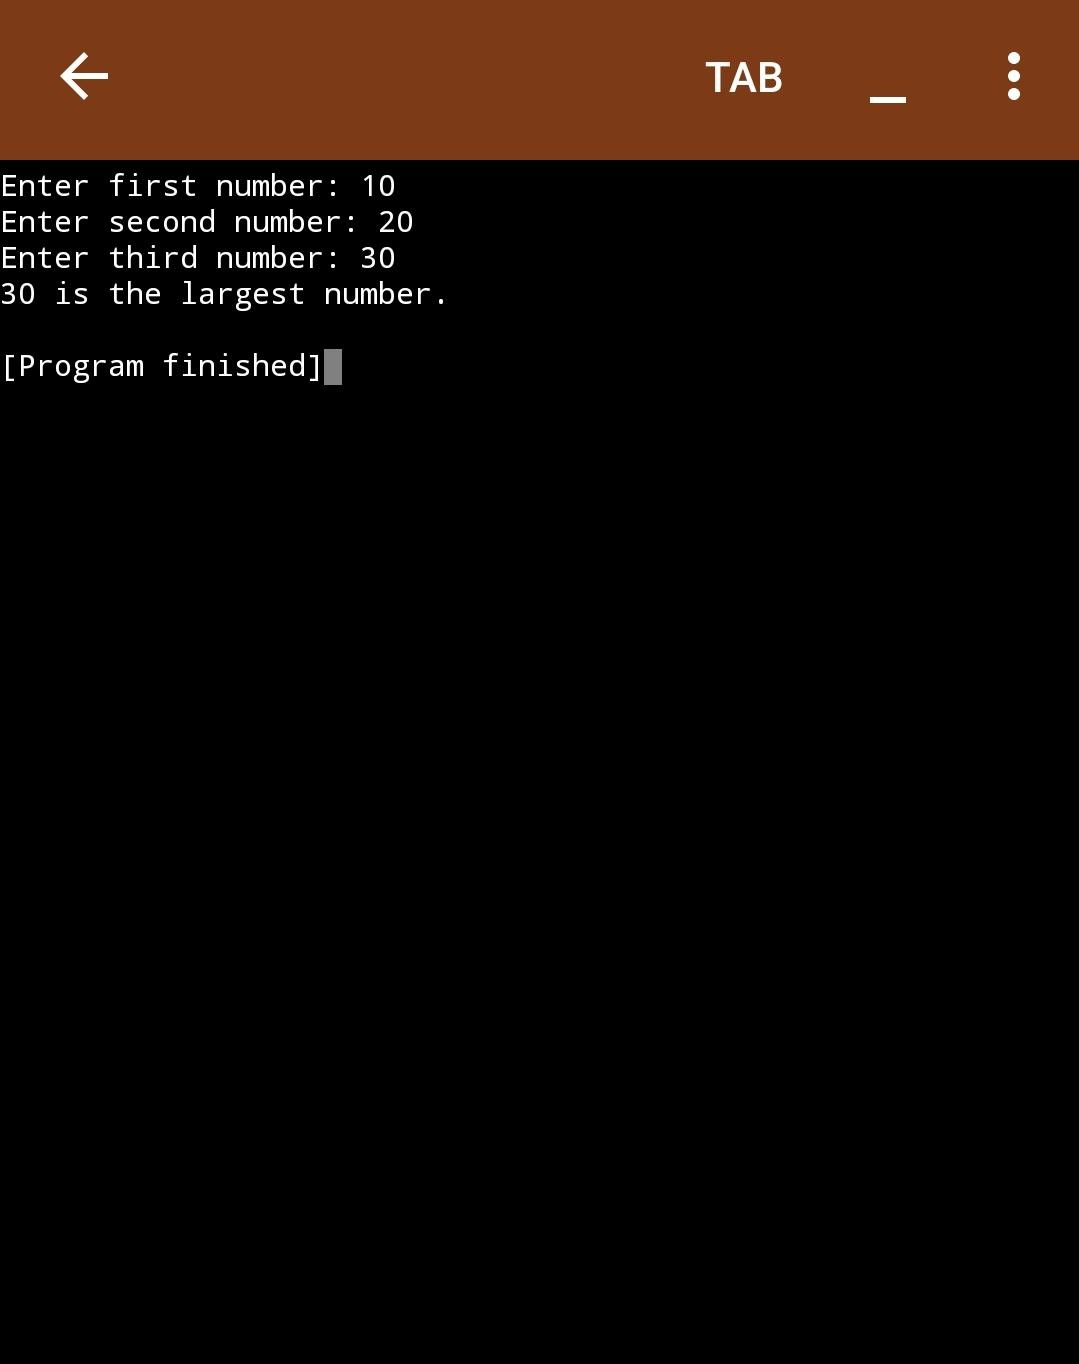 TAB
Enter first number: 10
Enter second number: 20
Enter third number: 30
30 is the largest number.
[Program finished]